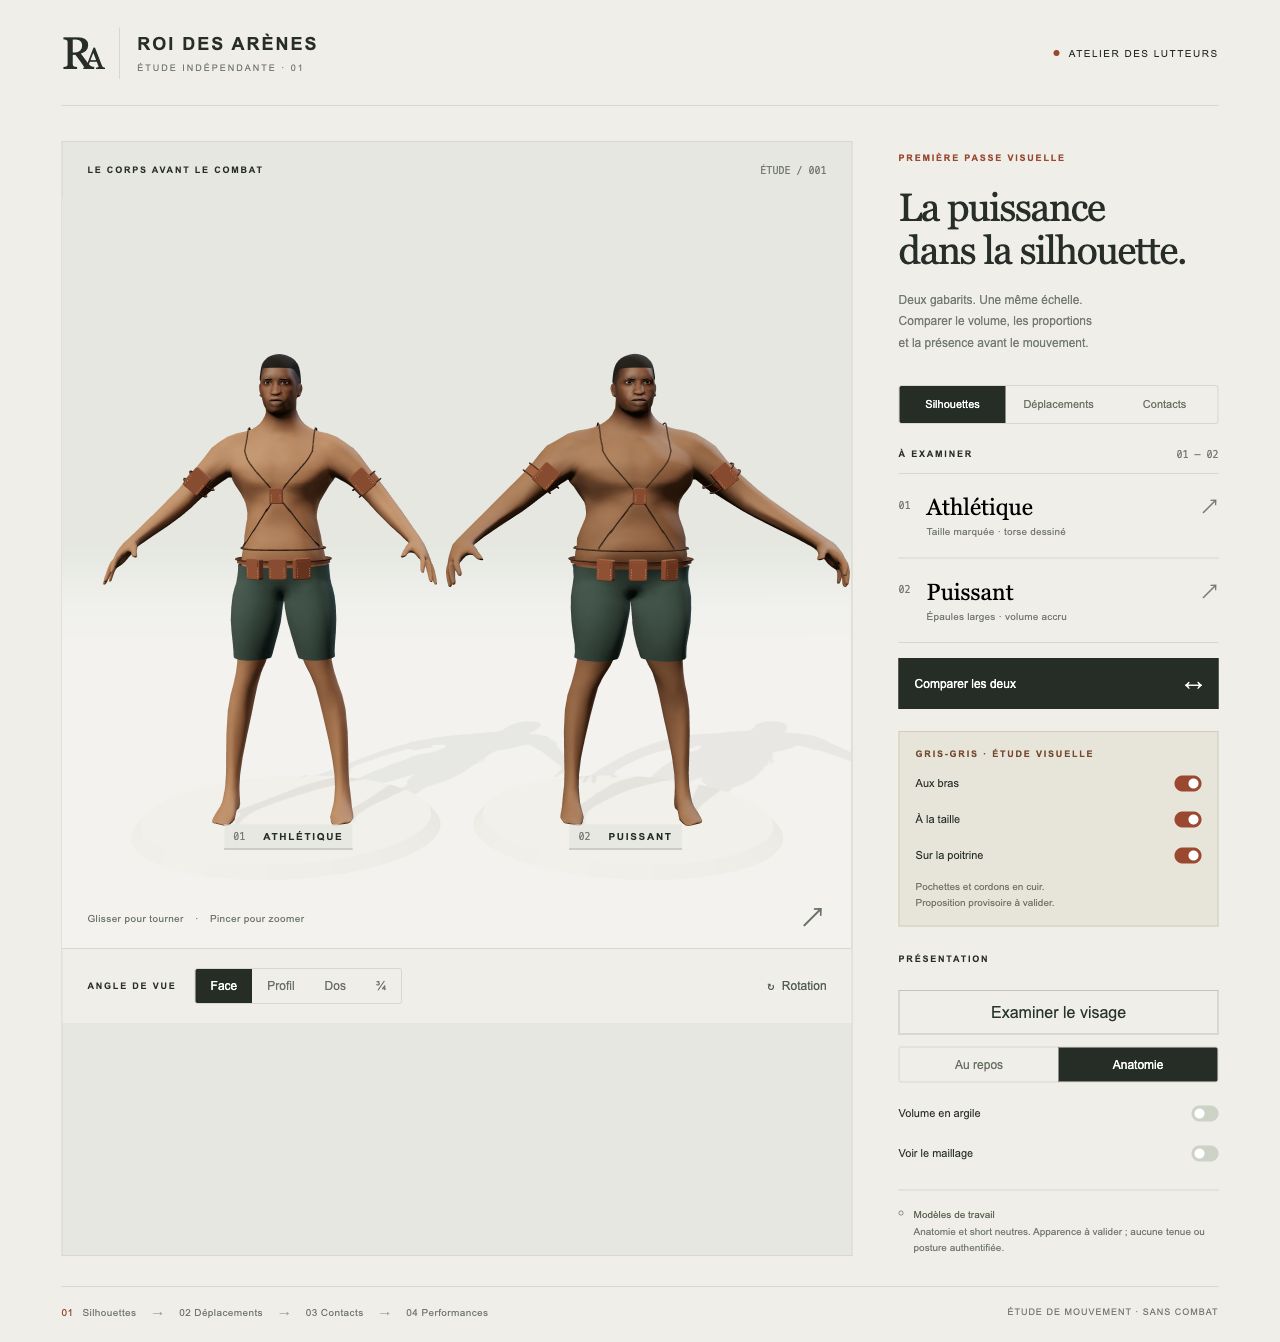 RA
ROI DES ARÈNES
ÉTUDE INDÉPENDANTE · 01
ATELIER DES LUTTEURS
LE CORPS AVANT LE COMBAT
ÉTUDE / 001
01 ATHLÉTIQUE
02 PUISSANT
Glisser pour tourner · Pincer pour zoomer
ANGLE DE VUE
Face
Profil
Dos
¾
↻ Rotation
PREMIÈRE PASSE VISUELLE
La puissance
dans la silhouette.
Deux gabarits. Une même échelle.
Comparer le volume, les proportions
et la présence avant le mouvement.
Silhouettes
Déplacements
Contacts
À EXAMINER
01 — 02
01 Athlétique
Taille marquée · torse dessiné
02 Puissant
Épaules larges · volume accru
Comparer les deux
GRIS-GRIS · ÉTUDE VISUELLE
Aux bras
À la taille
Sur la poitrine
Pochettes et cordons en cuir.
Proposition provisoire à valider.
PRÉSENTATION
Examiner le visage
Au repos
Anatomie
Volume en argile
Voir le maillage
Modèles de travail
Anatomie et short neutres. Apparence à valider ; aucune tenue ou
posture authentifiée.
01 Silhouettes → 02 Déplacements → 03 Contacts → 04 Performances
ÉTUDE DE MOUVEMENT · SANS COMBAT